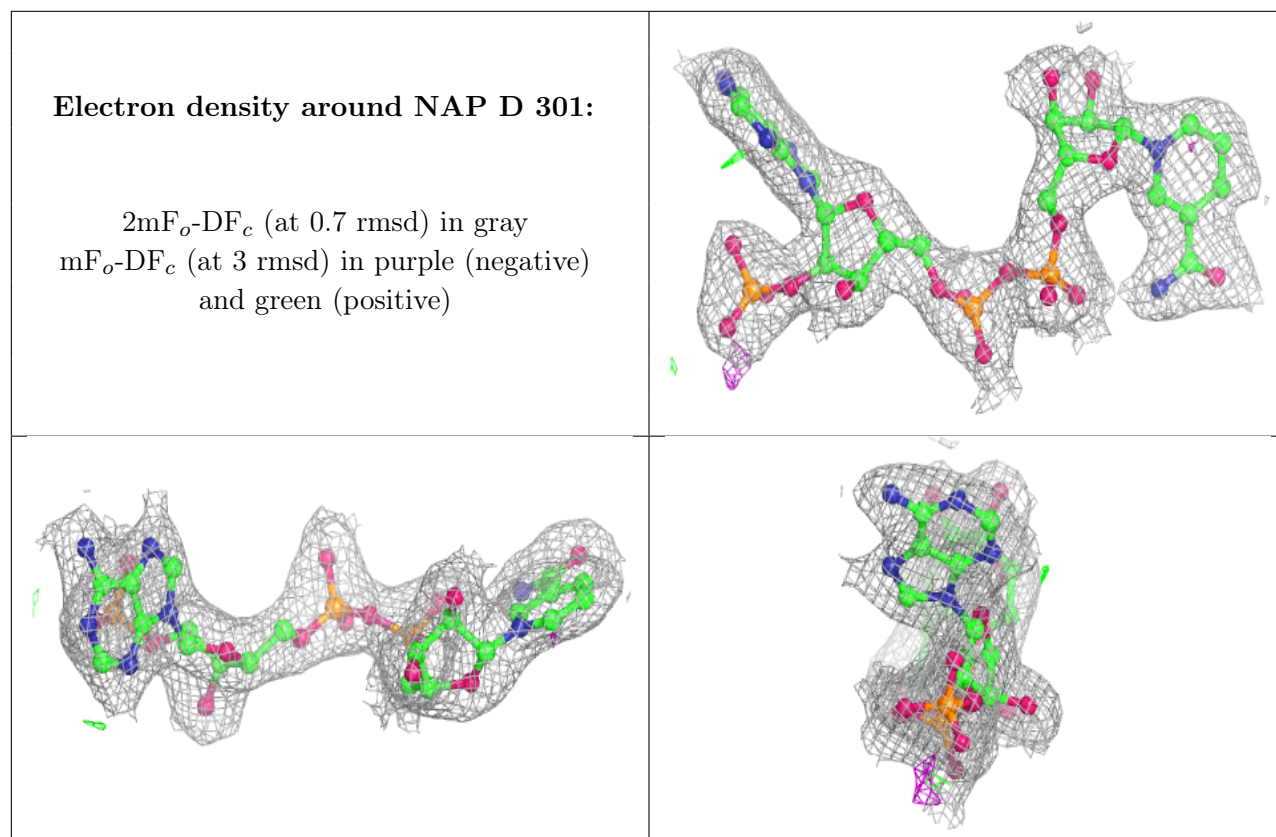 Electron density around NAP D 301:
2mFo-DFc (at 0.7 rmsd) in gray
mFo-DFc (at 3 rmsd) in purple (negative)
and green (positive)